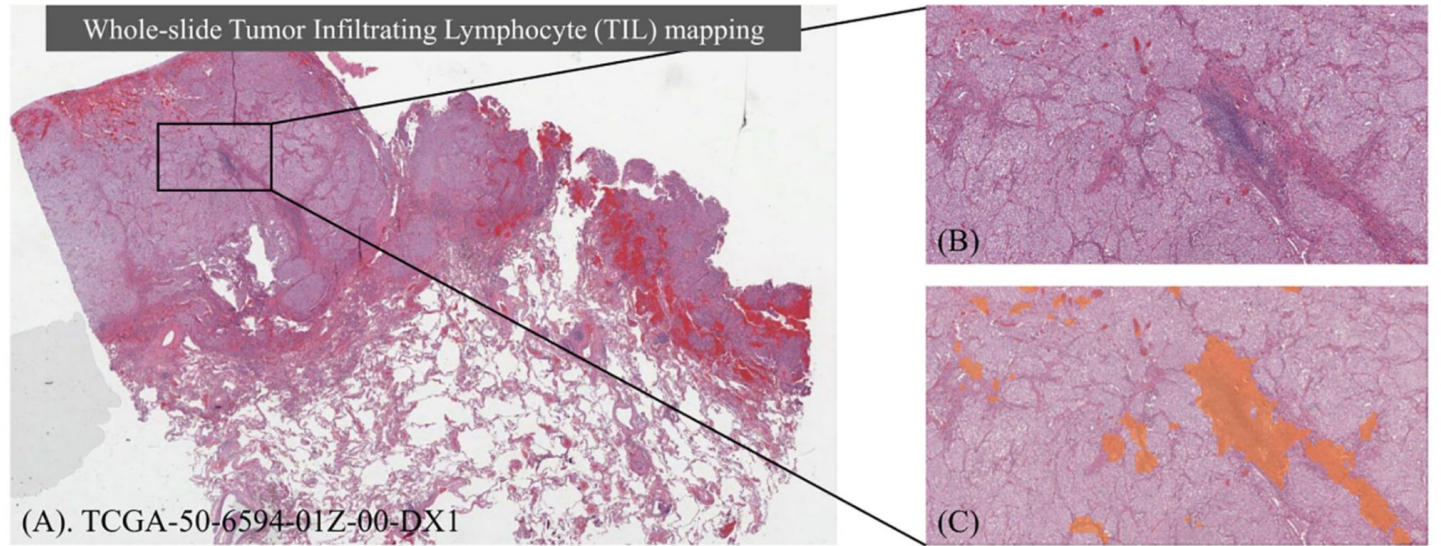 Whole-slide Tumor Infiltrating Lymphocyte (TIL) mapping
(B)
(A). TCGA-50-6594-01Z-00-DX1
(C)